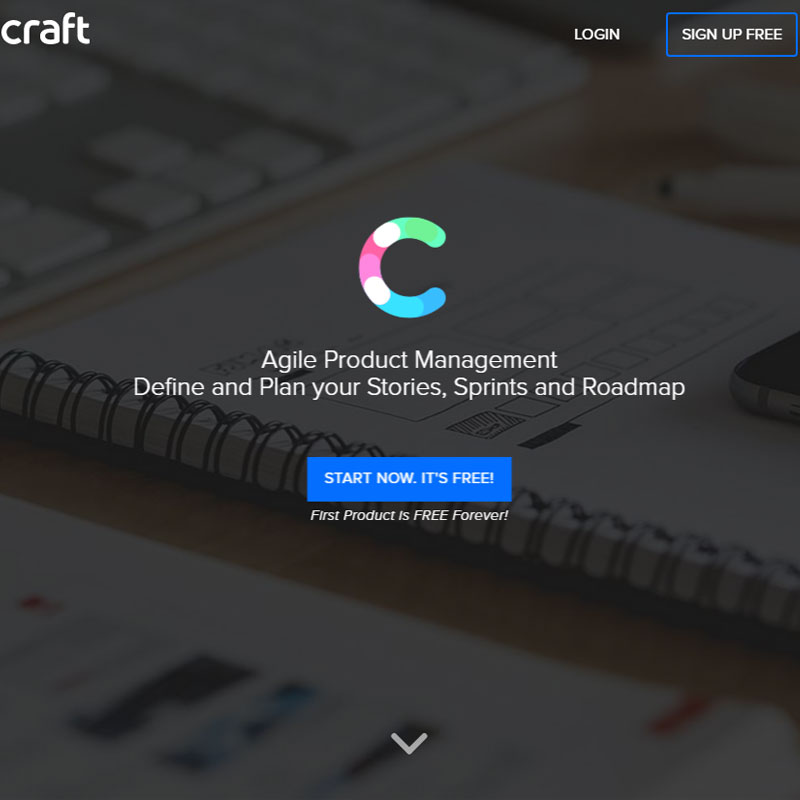 craft
LOGIN
SIGN UP FREE
Agile Product Management
Define and Plan your Stories, Sprints and Roadmap
START NOW. IT'S FREE!
First Product is FREE Forever!